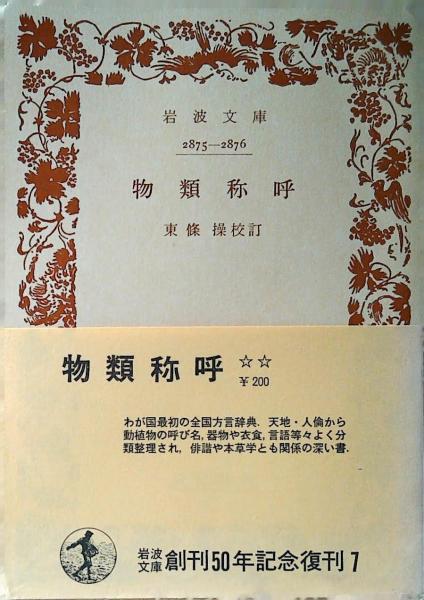 岩波文庫
2875—2876
物類称呼
東條 操校訂
物類称呼 ☆☆
￥200
わが国最初の全国方言辞典．天地・人倫から
動植物の呼び名，器物や衣食，言語等々よく分
類整理され，俳諧や本草学とも関係の深い書．
岩波文庫 創刊50年記念復刊 7